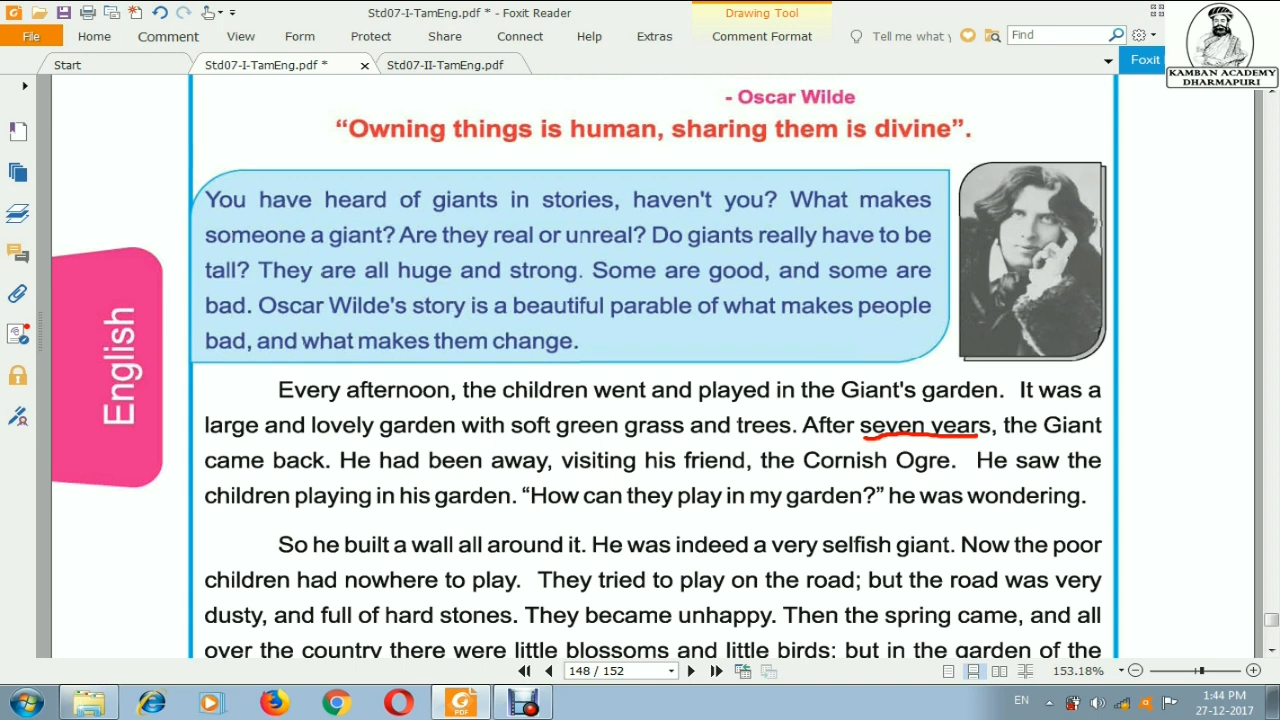 Std07-I-TamEng.pdf * - Foxit Reader
Drawing Tool
File Home Comment View Form Protect Share Connect Help Extras Comment Format Tell me what y Find
Start Std07-I-TamEng.pdf * Std07-II-TamEng.pdf Foxit
KAMBAN ACADEMY
DHARMAPURI
- Oscar Wilde
“Owning things is human, sharing them is divine”.
You have heard of giants in stories, haven't you? What makes
someone a giant? Are they real or unreal? Do giants really have to be
tall? They are all huge and strong. Some are good, and some are
bad. Oscar Wilde's story is a beautiful parable of what makes people
bad, and what makes them change.
English
Every afternoon, the children went and played in the Giant's garden. It was a
large and lovely garden with soft green grass and trees. After seven years, the Giant
came back. He had been away, visiting his friend, the Cornish Ogre. He saw the
children playing in his garden. “How can they play in my garden?” he was wondering.
So he built a wall all around it. He was indeed a very selfish giant. Now the poor
children had nowhere to play. They tried to play on the road; but the road was very
dusty, and full of hard stones. They became unhappy. Then the spring came, and all
over the country there were little blossoms and little birds; but in the garden of the
148 / 152 153.18%
EN 1:44 PM
27-12-2017